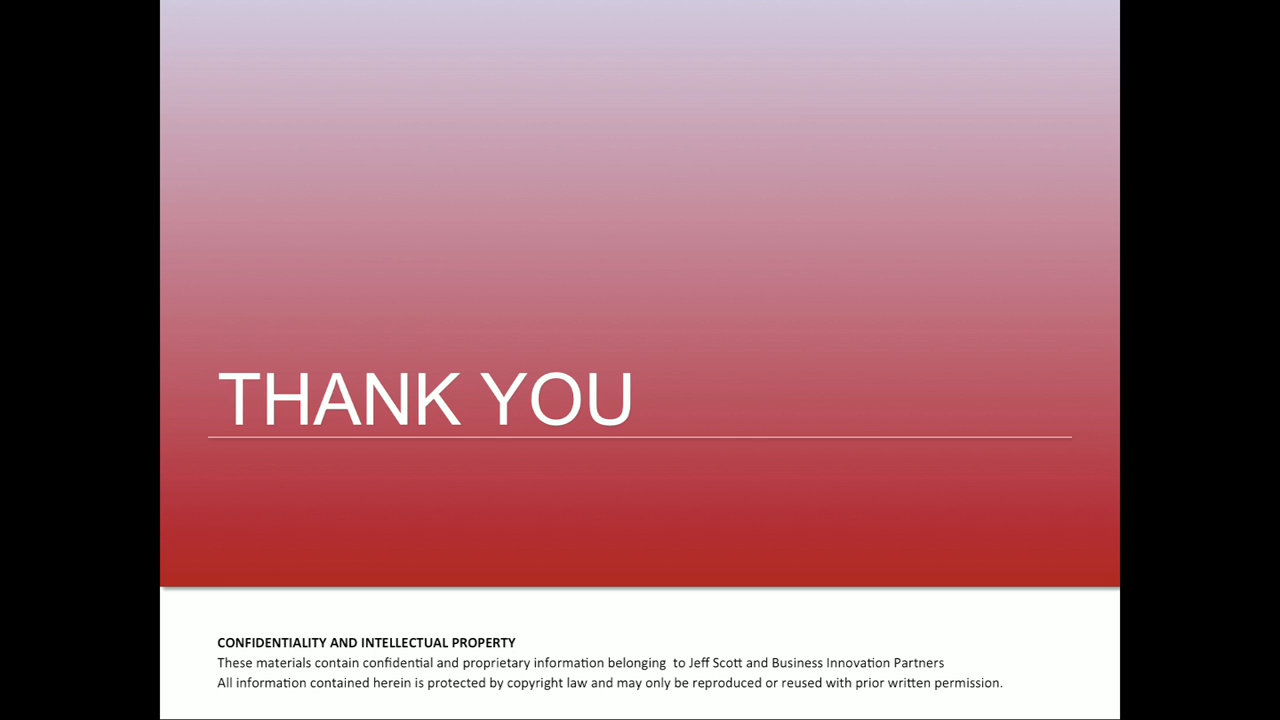 THANK YOU
CONFIDENTIALITY AND INTELLECTUAL PROPERTY
These materials contain confidential and proprietary information belonging  to Jeff Scott and Business Innovation Partners
All information contained herein is protected by copyright law and may only be reproduced or reused with prior written permission.